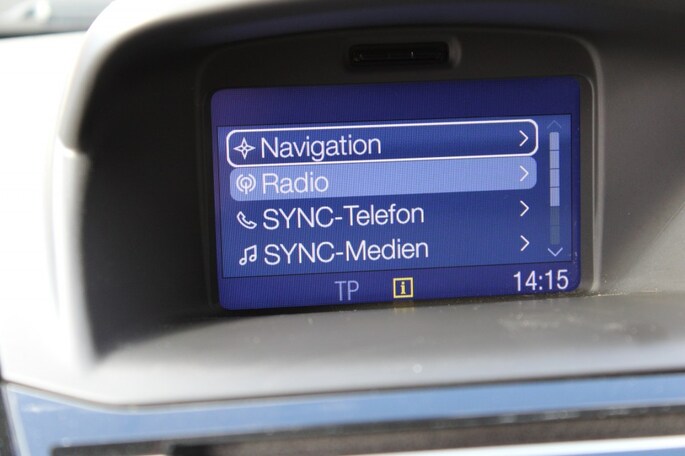 Navigation
Radio
SYNC-Telefon
SYNC-Medien
TP i 14:15